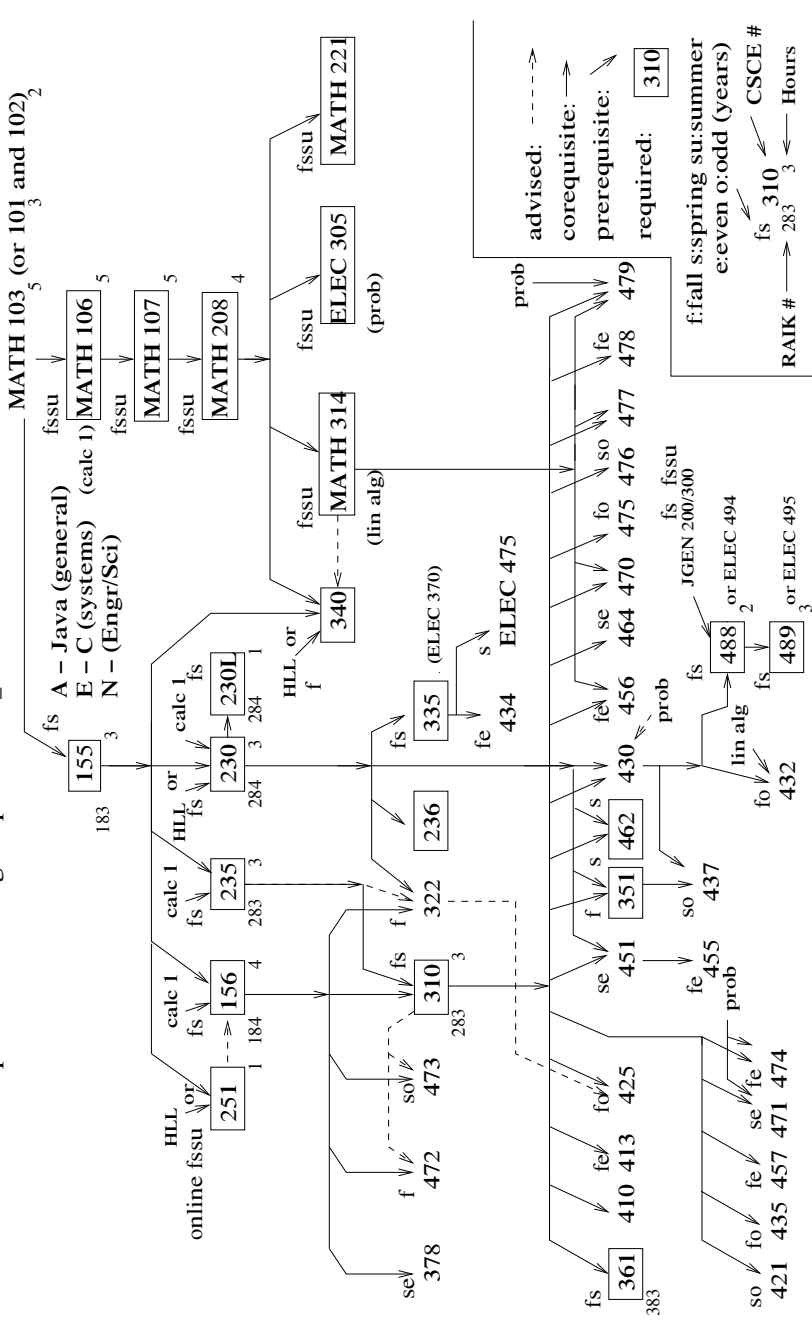 MATH 103 (or 101 and 102)
5 3 2
fssu
MATH 106
5
(calc 1)
fssu
MATH 107
5
fssu
MATH 208
4
fssu
MATH 314
(lin alg)
fssu
ELEC 305
(prob)
fssu
MATH 221
fs
155
3
183
A – Java (general)
E – C (systems)
N – (Engr/Sci)
HLL or
online fssu
251
1
calc 1
fs
156
4
184
calc 1
fs
235
3
283
HLL or
fs
calc 1
230
3
284
fs
230L
1
284
HLL or
f
340
se
378
f
472
so
473
fs
310
3
283
f
322
236
fs
335
(ELEC 370)
fe
434
s
ELEC 475
fs
361
383
410
fe
413
fo
425
se
451
fe
455
f
351
s
s
462
so
437
430
prob
fo
432
lin alg
fs
488
2
or ELEC 494
fs
489
3
or ELEC 495
JGEN 200/300
fs fssu
fe
456
se
464
470
fo
475
so
476
477
fe
478
479
prob
so
421
fo
435
fe
457
se
471
fe
474
prob
advised:
corequisite:
prerequisite:
required:
310
f:fall s:spring su:summer
e:even o:odd (years)
fs
CSCE #
310
RAIK #
283
3
Hours